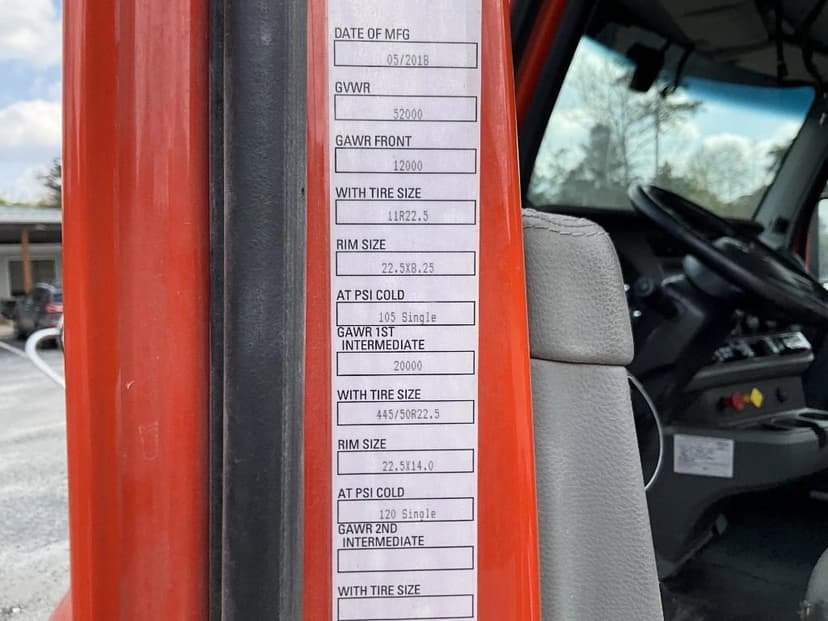 DATE OF MFG
05/2018
GVWR
52000
GAWR FRONT
12000
WITH TIRE SIZE
11R22.5
RIM SIZE
22.5X8.25
AT PSI COLD
105 Single
GAWR 1ST
INTERMEDIATE
20000
WITH TIRE SIZE
445/50R22.5
RIM SIZE
22.5X14.0
AT PSI COLD
120 Single
GAWR 2ND
INTERMEDIATE
WITH TIRE SIZE